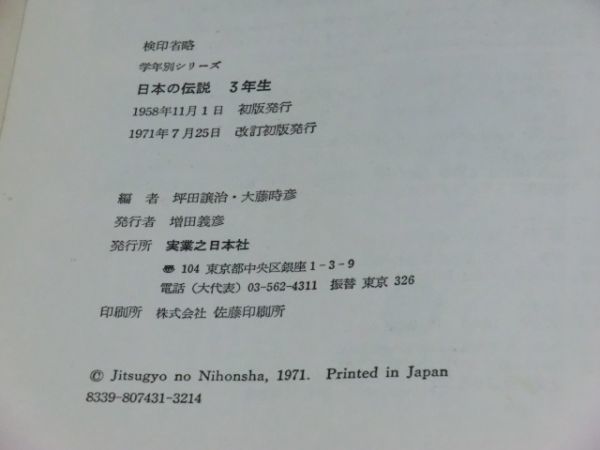 検印省略
学年別シリーズ
日本の伝説 3年生
1958年11月1日 初版発行
1971年7月25日 改訂初版発行
編者 坪田譲治・大藤時彦
発行者 増田義彦
発行所 実業之日本社
104 東京都中央区銀座1-3-9
電話(大代表)03-562-4311 振替 東京 326
印刷所 株式会社 佐藤印刷所
© Jitsugyo no Nihonsha, 1971. Printed in Japan
8339-807431-3214